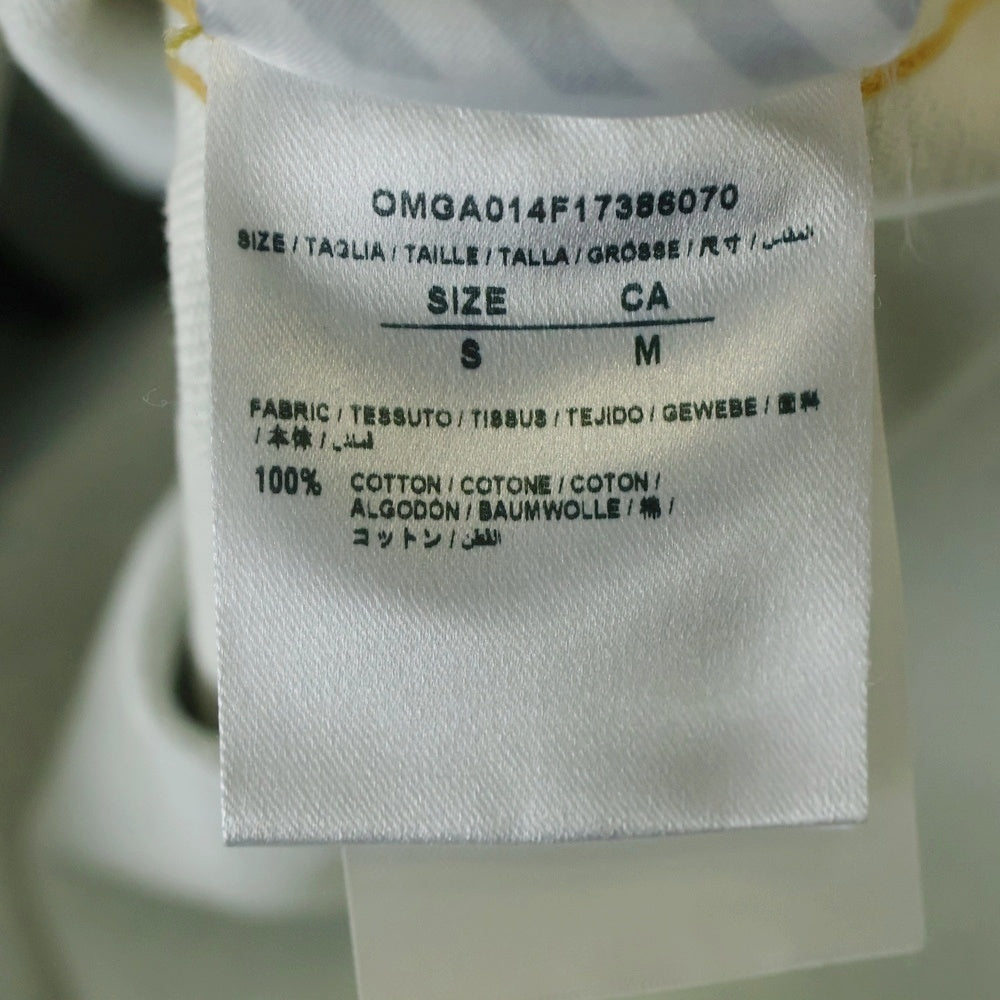 OMGA014F17386070
SIZE / TAGLIA / TAILLE / TALLA / GRÖSSE / 尺寸 / المقاس
SIZE CA
S M
FABRIC / TESSUTO / TISSUS / TEJIDO / GEWEBE / 面料
/ 本体 /
100% COTTON / COTONE / COTON /
ALGODÓN / BAUMWOLLE / 棉 /
コットン / القطن